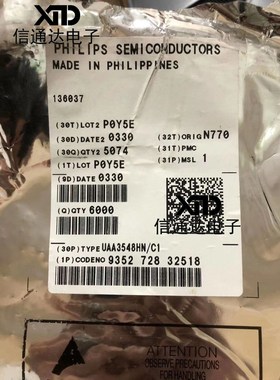 XTD
信通达电子
PHILIPS SEMICONDUCTORS
MADE IN PHILIPPINES
136037
(30T) LOT2 P0Y5E
(30D) DATE2 0330
(32T) ORIG N770
(30Q) QTY2 5074
(31T) PMC
(1T) LOT P0Y5E
(31P) MSL 1
(9D) DATE 0330
XTD
信通达电子
(Q) QTY 6000
(30P) TYPE UAA3548HN/C1
(1P) CODENO 9352 728 32518
ATTENTION
OBSERVE PRECAUTIONS
FOR HANDLING